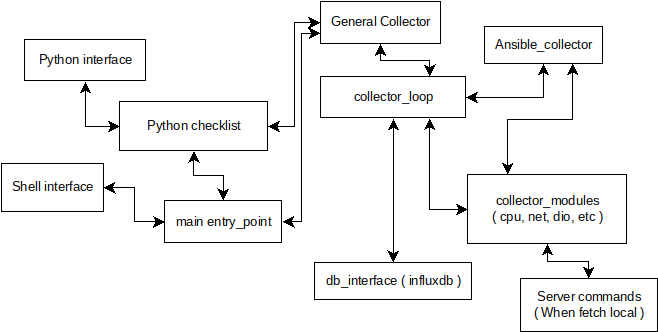 General Collector
Ansible_collector
Python interface
collector_loop
Python checklist
Shell interface
collector_modules
( cpu, net, dio, etc )
main entry_point
db_interface ( influxdb )
Server commands
( When fetch local )